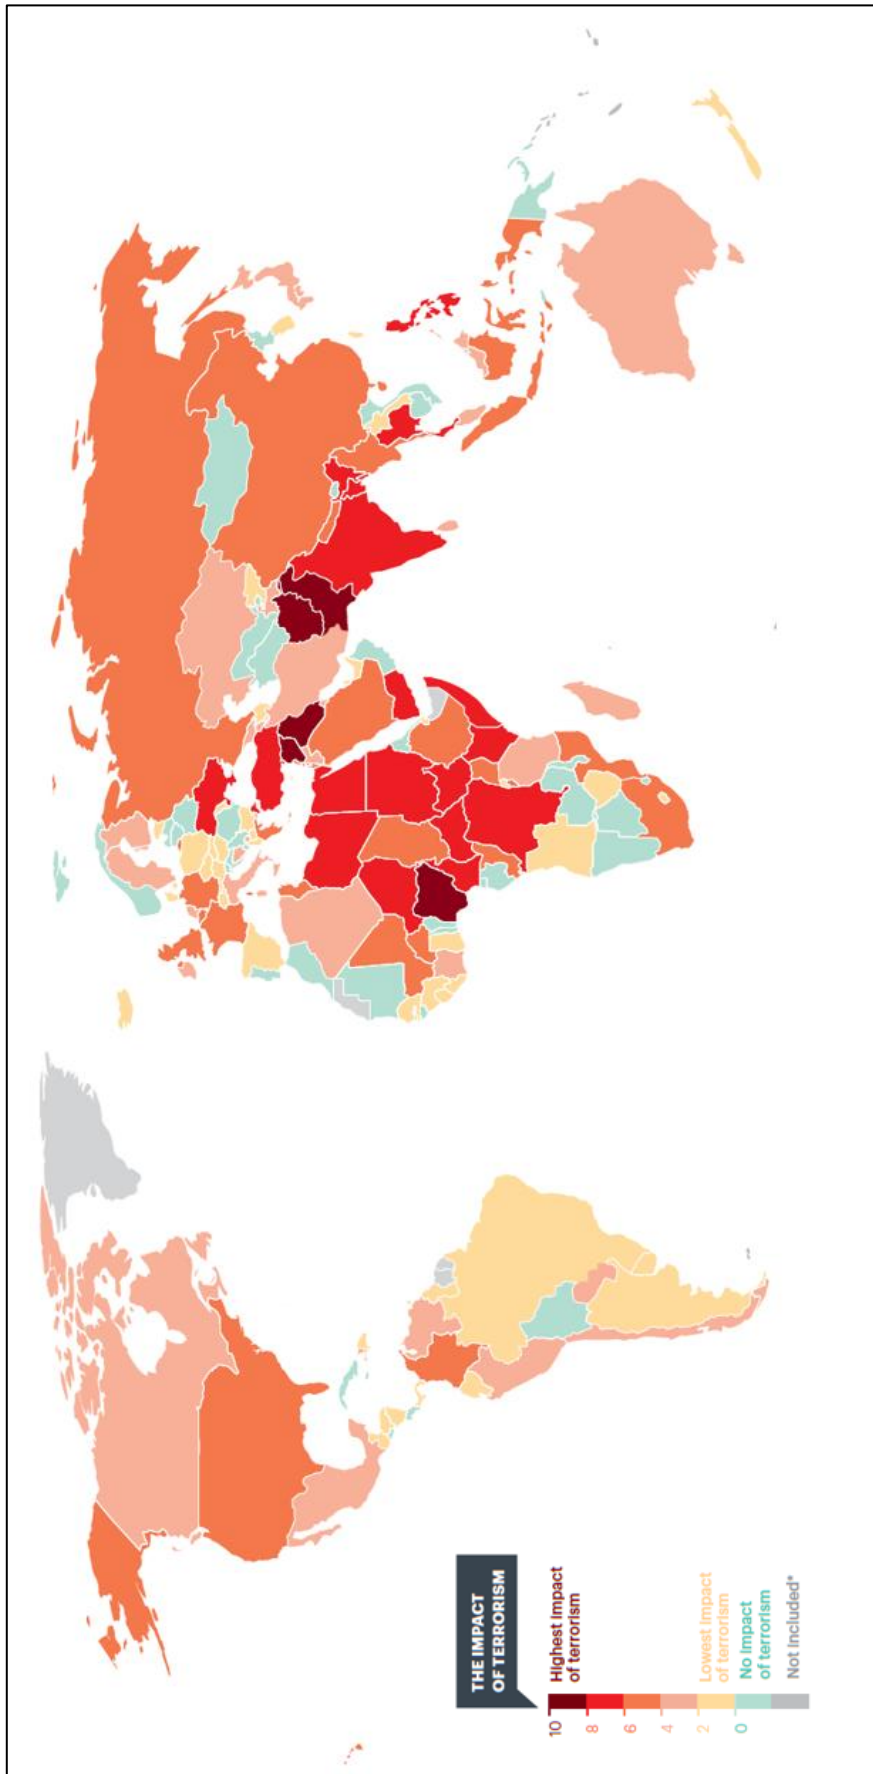 THE IMPACT
OF TERRORISM
10
Highest Impact
of terrorism
8
6
4
2
Lowest Impact
of terrorism
0
No Impact
of terrorism
Not Included*